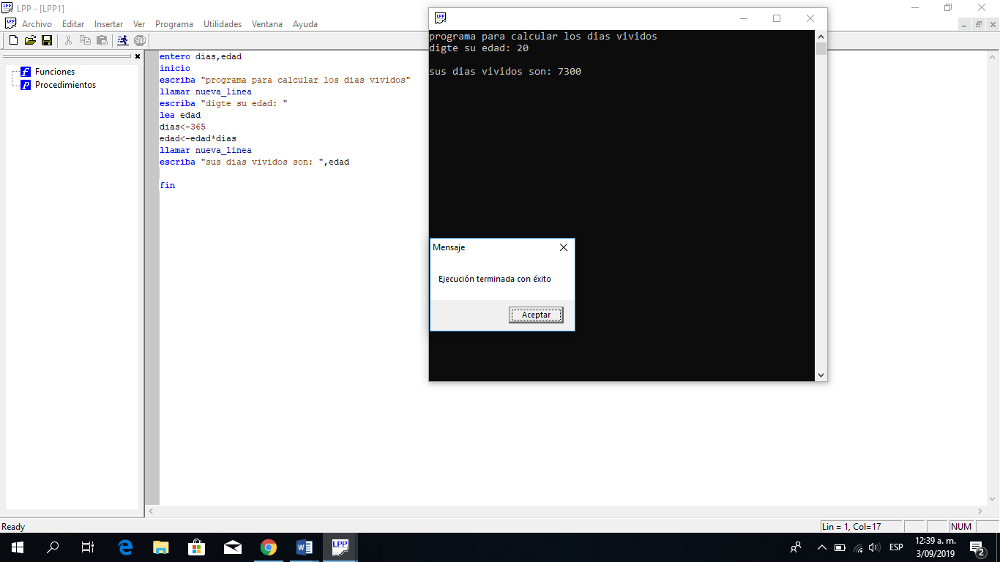 LPP - [LPP1]
Archivo Editar Insertar Ver Programa Utilidades Ventana Ayuda
Funciones
Procedimientos
entero dias,edad
inicio
escriba "programa para calcular los dias vividos"
llamar nueva_linea
escriba "digte su edad: "
lea edad
dias<-365
edad<-edad*dias
llamar nueva_linea
escriba "sus dias vividos son: ",edad
fin
programa para calcular los dias vividos
digte su edad: 20
sus dias vividos son: 7300
Mensaje
Ejecución terminada con éxito
Aceptar
Ready
Lin = 1, Col=17
NUM
LPP
ESP
12:39 a. m.
3/09/2019
2